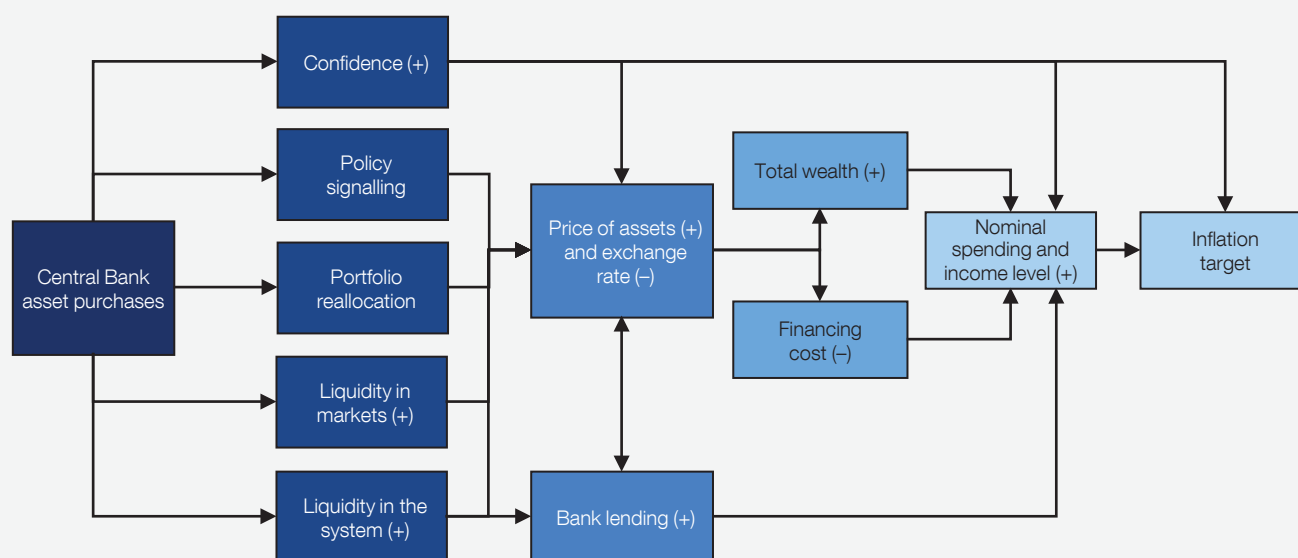 Confidence (+)
Policy
signalling
Central Bank
asset purchases
Portfolio
reallocation
Liquidity in
markets (+)
Liquidity in the
system (+)
Price of assets (+)
and exchange
rate (–)
Bank lending (+)
Total wealth (+)
Financing
cost (–)
Nominal
spending and
income level (+)
Inflation
target